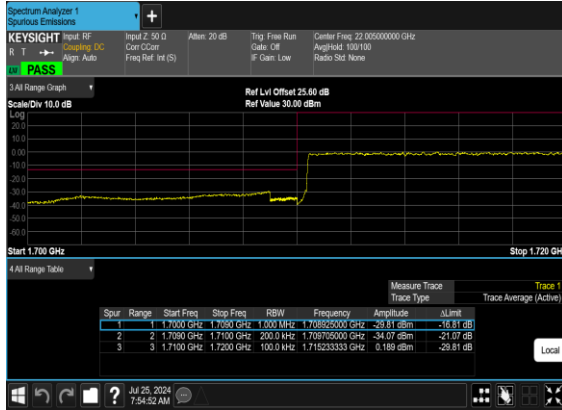 Spectrum Analyzer 1
Spurious Emissions
+
KEYSIGHT Input: RF Input Z: 50 Ω Atten: 20 dB Trig: Free Run Center Freq: 22.005000000 GHz
R T Coupling: DC Corr CCorr Gate: Off Avg|Hold: 100/100
Align: Auto Freq Ref: Int (S) IF Gain: Low Radio Std: None
PASS
3 All Range Graph
Ref Lvl Offset 25.60 dB
Scale/Div 10.0 dB Ref Value 30.00 dBm
Log
20.0
10.0
0.00
-10.0
-20.0
-30.0
-40.0
-50.0
-60.0
Start 1.700 GHz Stop 1.720 GH
4 All Range Table
Measure Trace Trace 1
Trace Type Trace Average (Active)
Spur Range Start Freq Stop Freq RBW Frequency Amplitude ΔLimit
1 1 1.7000 GHz 1.7090 GHz 1.000 MHz 1.708925000 GHz -29.81 dBm -16.81 dB
2 2 1.7090 GHz 1.7100 GHz 200.0 kHz 1.709705000 GHz -34.07 dBm -21.07 dB
3 3 1.7100 GHz 1.7200 GHz 100.0 kHz 1.715233333 GHz 0.189 dBm -29.81 dB
Local
? Jul 25, 2024
7:54:52 AM